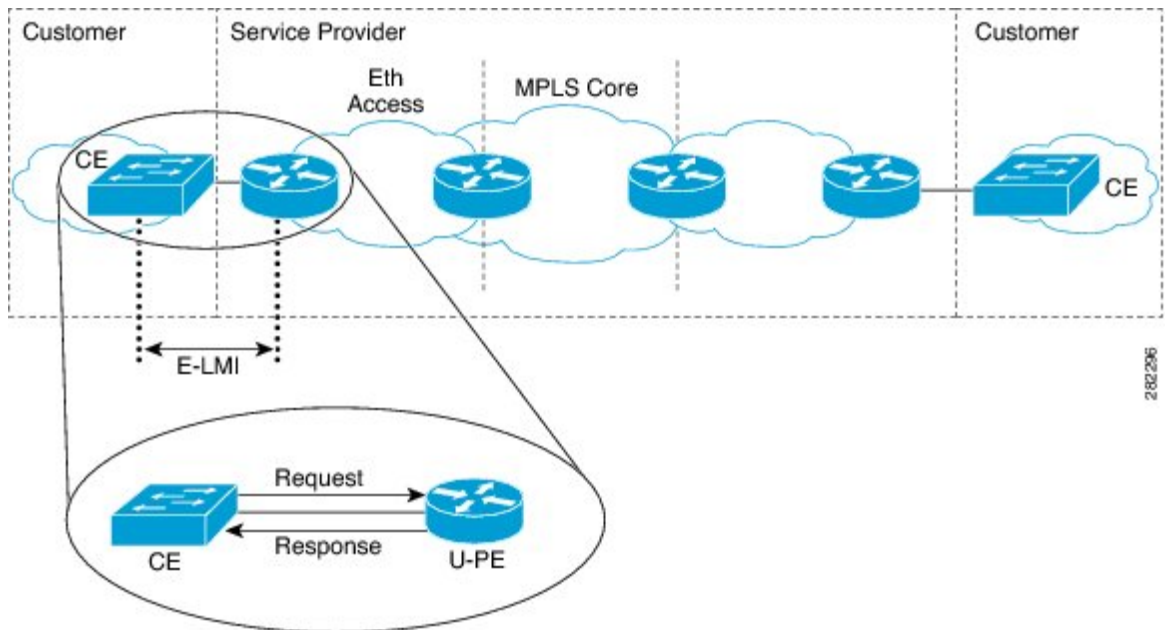 Customer
Service Provider
Customer
Eth
Access
MPLS Core
CE
CE
E-LMI
282296
Request
Response
CE
U-PE